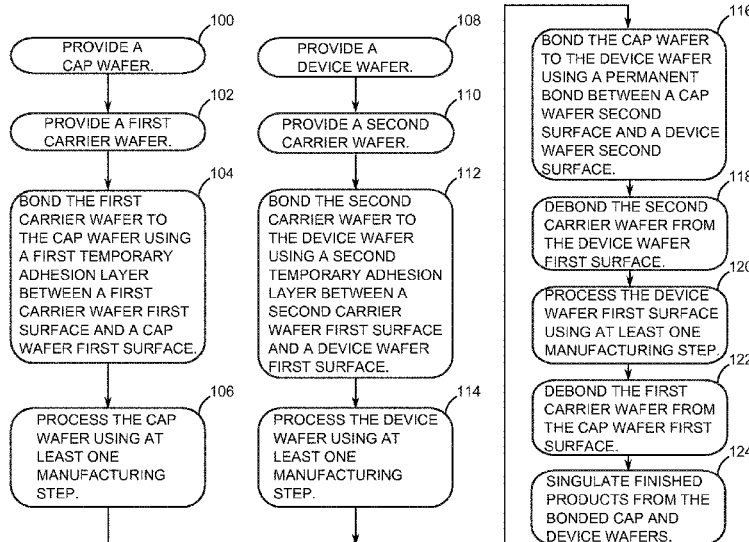 100
PROVIDE A
CAP WAFER.
102
PROVIDE A FIRST
CARRIER WAFER.
104
BOND THE FIRST
CARRIER WAFER TO
THE CAP WAFER USING
A FIRST TEMPORARY
ADHESION LAYER
BETWEEN A FIRST
CARRIER WAFER FIRST
SURFACE AND A CAP
WAFER FIRST SURFACE.
106
PROCESS THE CAP
WAFER USING AT
LEAST ONE
MANUFACTURING
STEP.
108
PROVIDE A
DEVICE WAFER.
110
PROVIDE A SECOND
CARRIER WAFER.
112
BOND THE SECOND
CARRIER WAFER TO
THE DEVICE WAFER
USING A SECOND
TEMPORARY ADHESION
LAYER BETWEEN A
SECOND CARRIER
WAFER FIRST SURFACE
AND A DEVICE WAFER
FIRST SURFACE.
114
PROCESS THE DEVICE
WAFER USING AT
LEAST ONE
MANUFACTURING
STEP.
116
BOND THE CAP WAFER
TO THE DEVICE WAFER
USING A PERMANENT
BOND BETWEEN A CAP
WAFER SECOND
SURFACE AND A DEVICE
WAFER SECOND
SURFACE.
118
DEBOND THE SECOND
CARRIER WAFER FROM
THE DEVICE WAFER
FIRST SURFACE.
120
PROCESS THE DEVICE
WAFER FIRST SURFACE
USING AT LEAST ONE
MANUFACTURING STEP.
122
DEBOND THE FIRST
CARRIER WAFER FROM
THE CAP WAFER FIRST
SURFACE.
124
SINGULATE FINISHED
PRODUCTS FROM THE
BONDED CAP AND
DEVICE WAFERS.